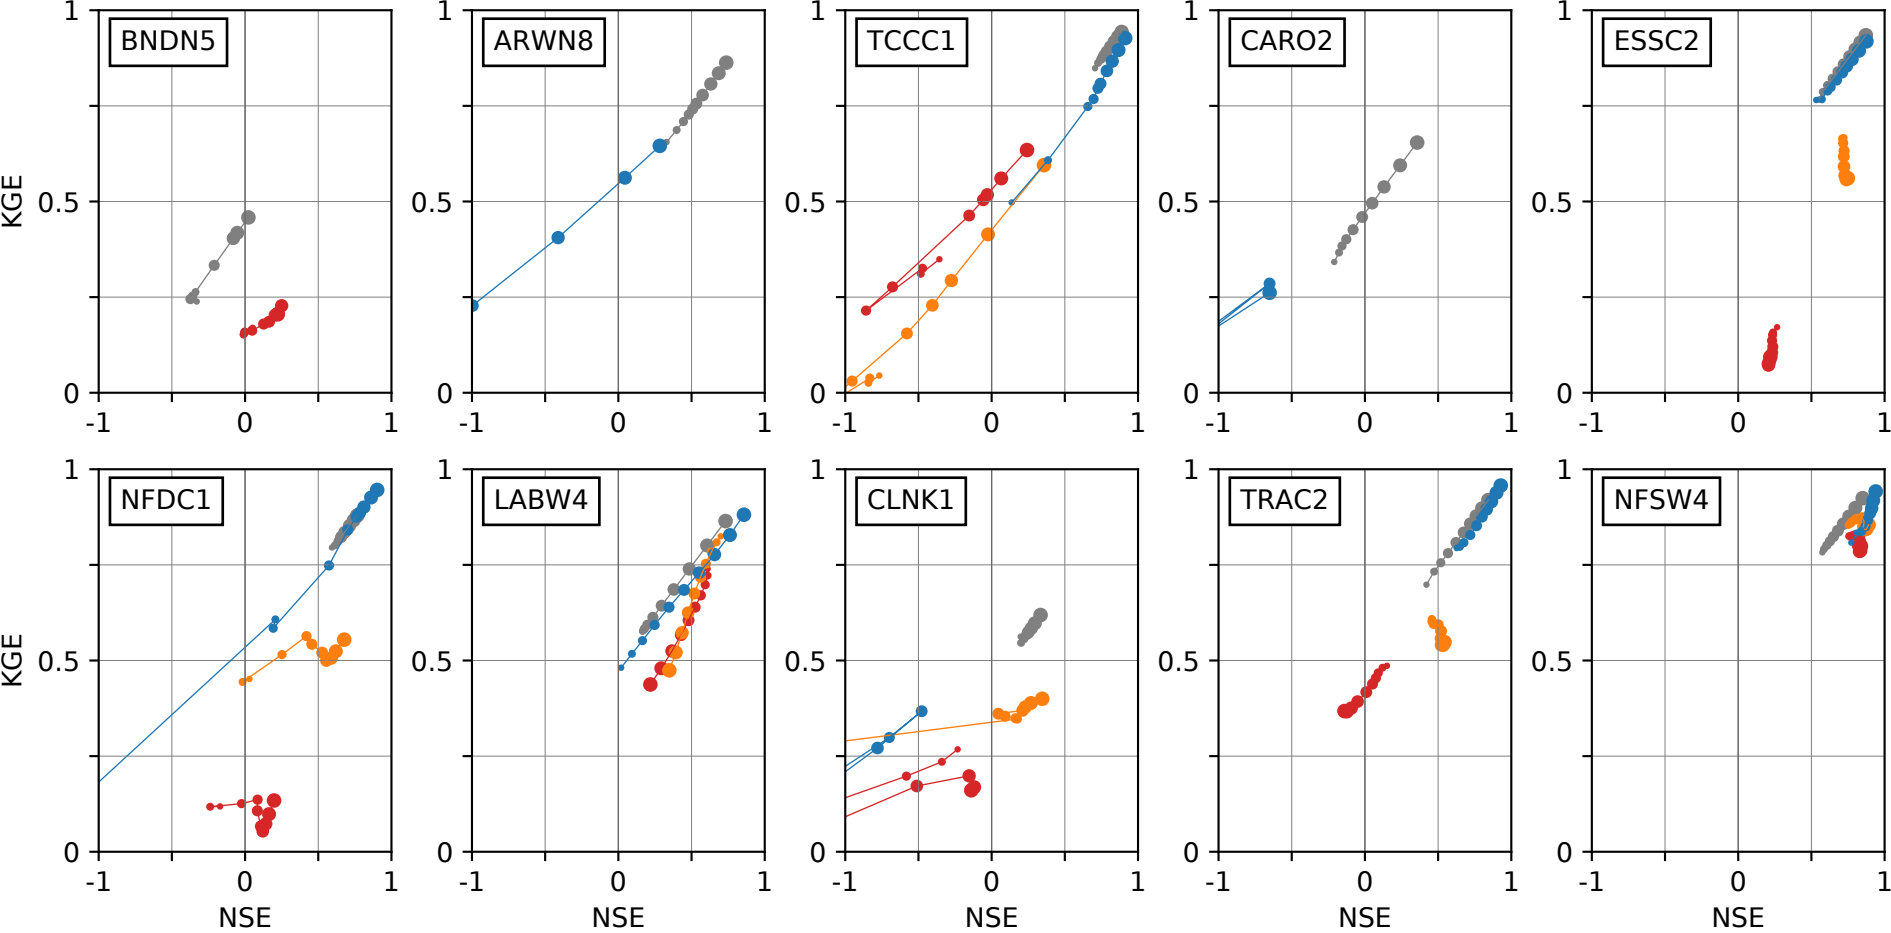 1 1 1 1 1
BNDN5 ARWN8 TCCC1 CARO2 ESSC2
KGE 0.5 0.5 0.5 0.5 0.5
0 0 0 0 0
-1 0 1 -1 0 1 -1 0 1 -1 0 1 -1 0 1
1 1 1 1 1
NFDC1 LABW4 CLNK1 TRAC2 NFSW4
KGE 0.5 0.5 0.5 0.5 0.5
0 0 0 0 0
-1 0 1 -1 0 1 -1 0 1 -1 0 1 -1 0 1
NSE NSE NSE NSE NSE